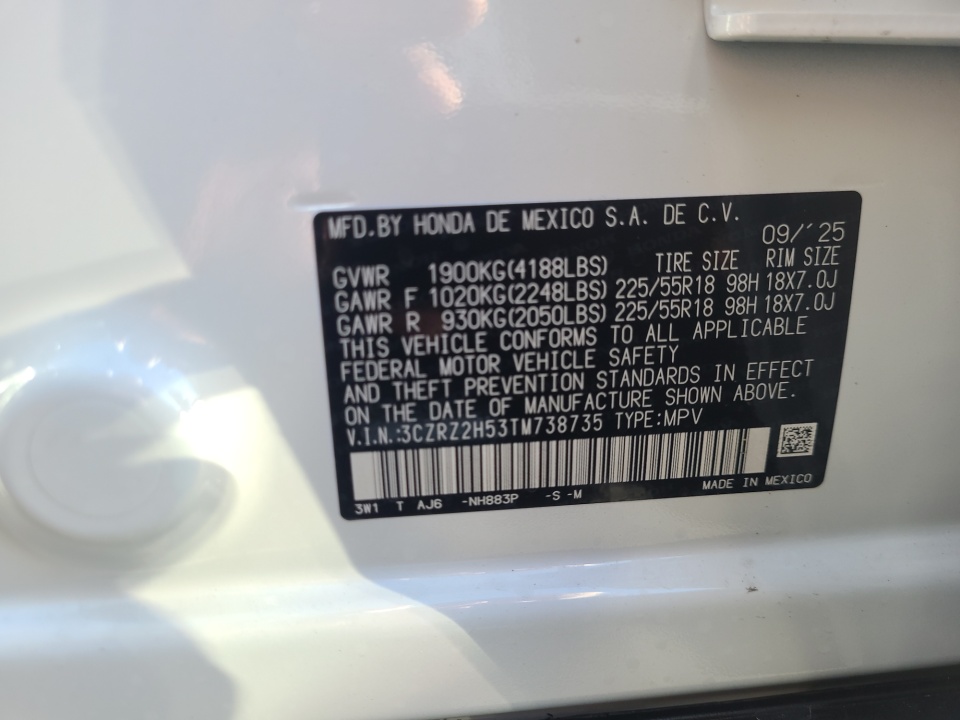 MFD.BY HONDA DE MEXICO S.A. DE C.V.
09/´25
TIRE SIZE RIM SIZE
GVWR 1900KG(4188LBS)
GAWR F 1020KG(2248LBS) 225/55R18 98H 18X7.0J
GAWR R 930KG(2050LBS) 225/55R18 98H 18X7.0J
THIS VEHICLE CONFORMS TO ALL APPLICABLE
FEDERAL MOTOR VEHICLE SAFETY
AND THEFT PREVENTION STANDARDS IN EFFECT
ON THE DATE OF MANUFACTURE SHOWN ABOVE.
V.I.N.:3CZRZ2H53TM738735 TYPE:MPV
3W1 T AJ6 -NH883P -S -M MADE IN MEXICO